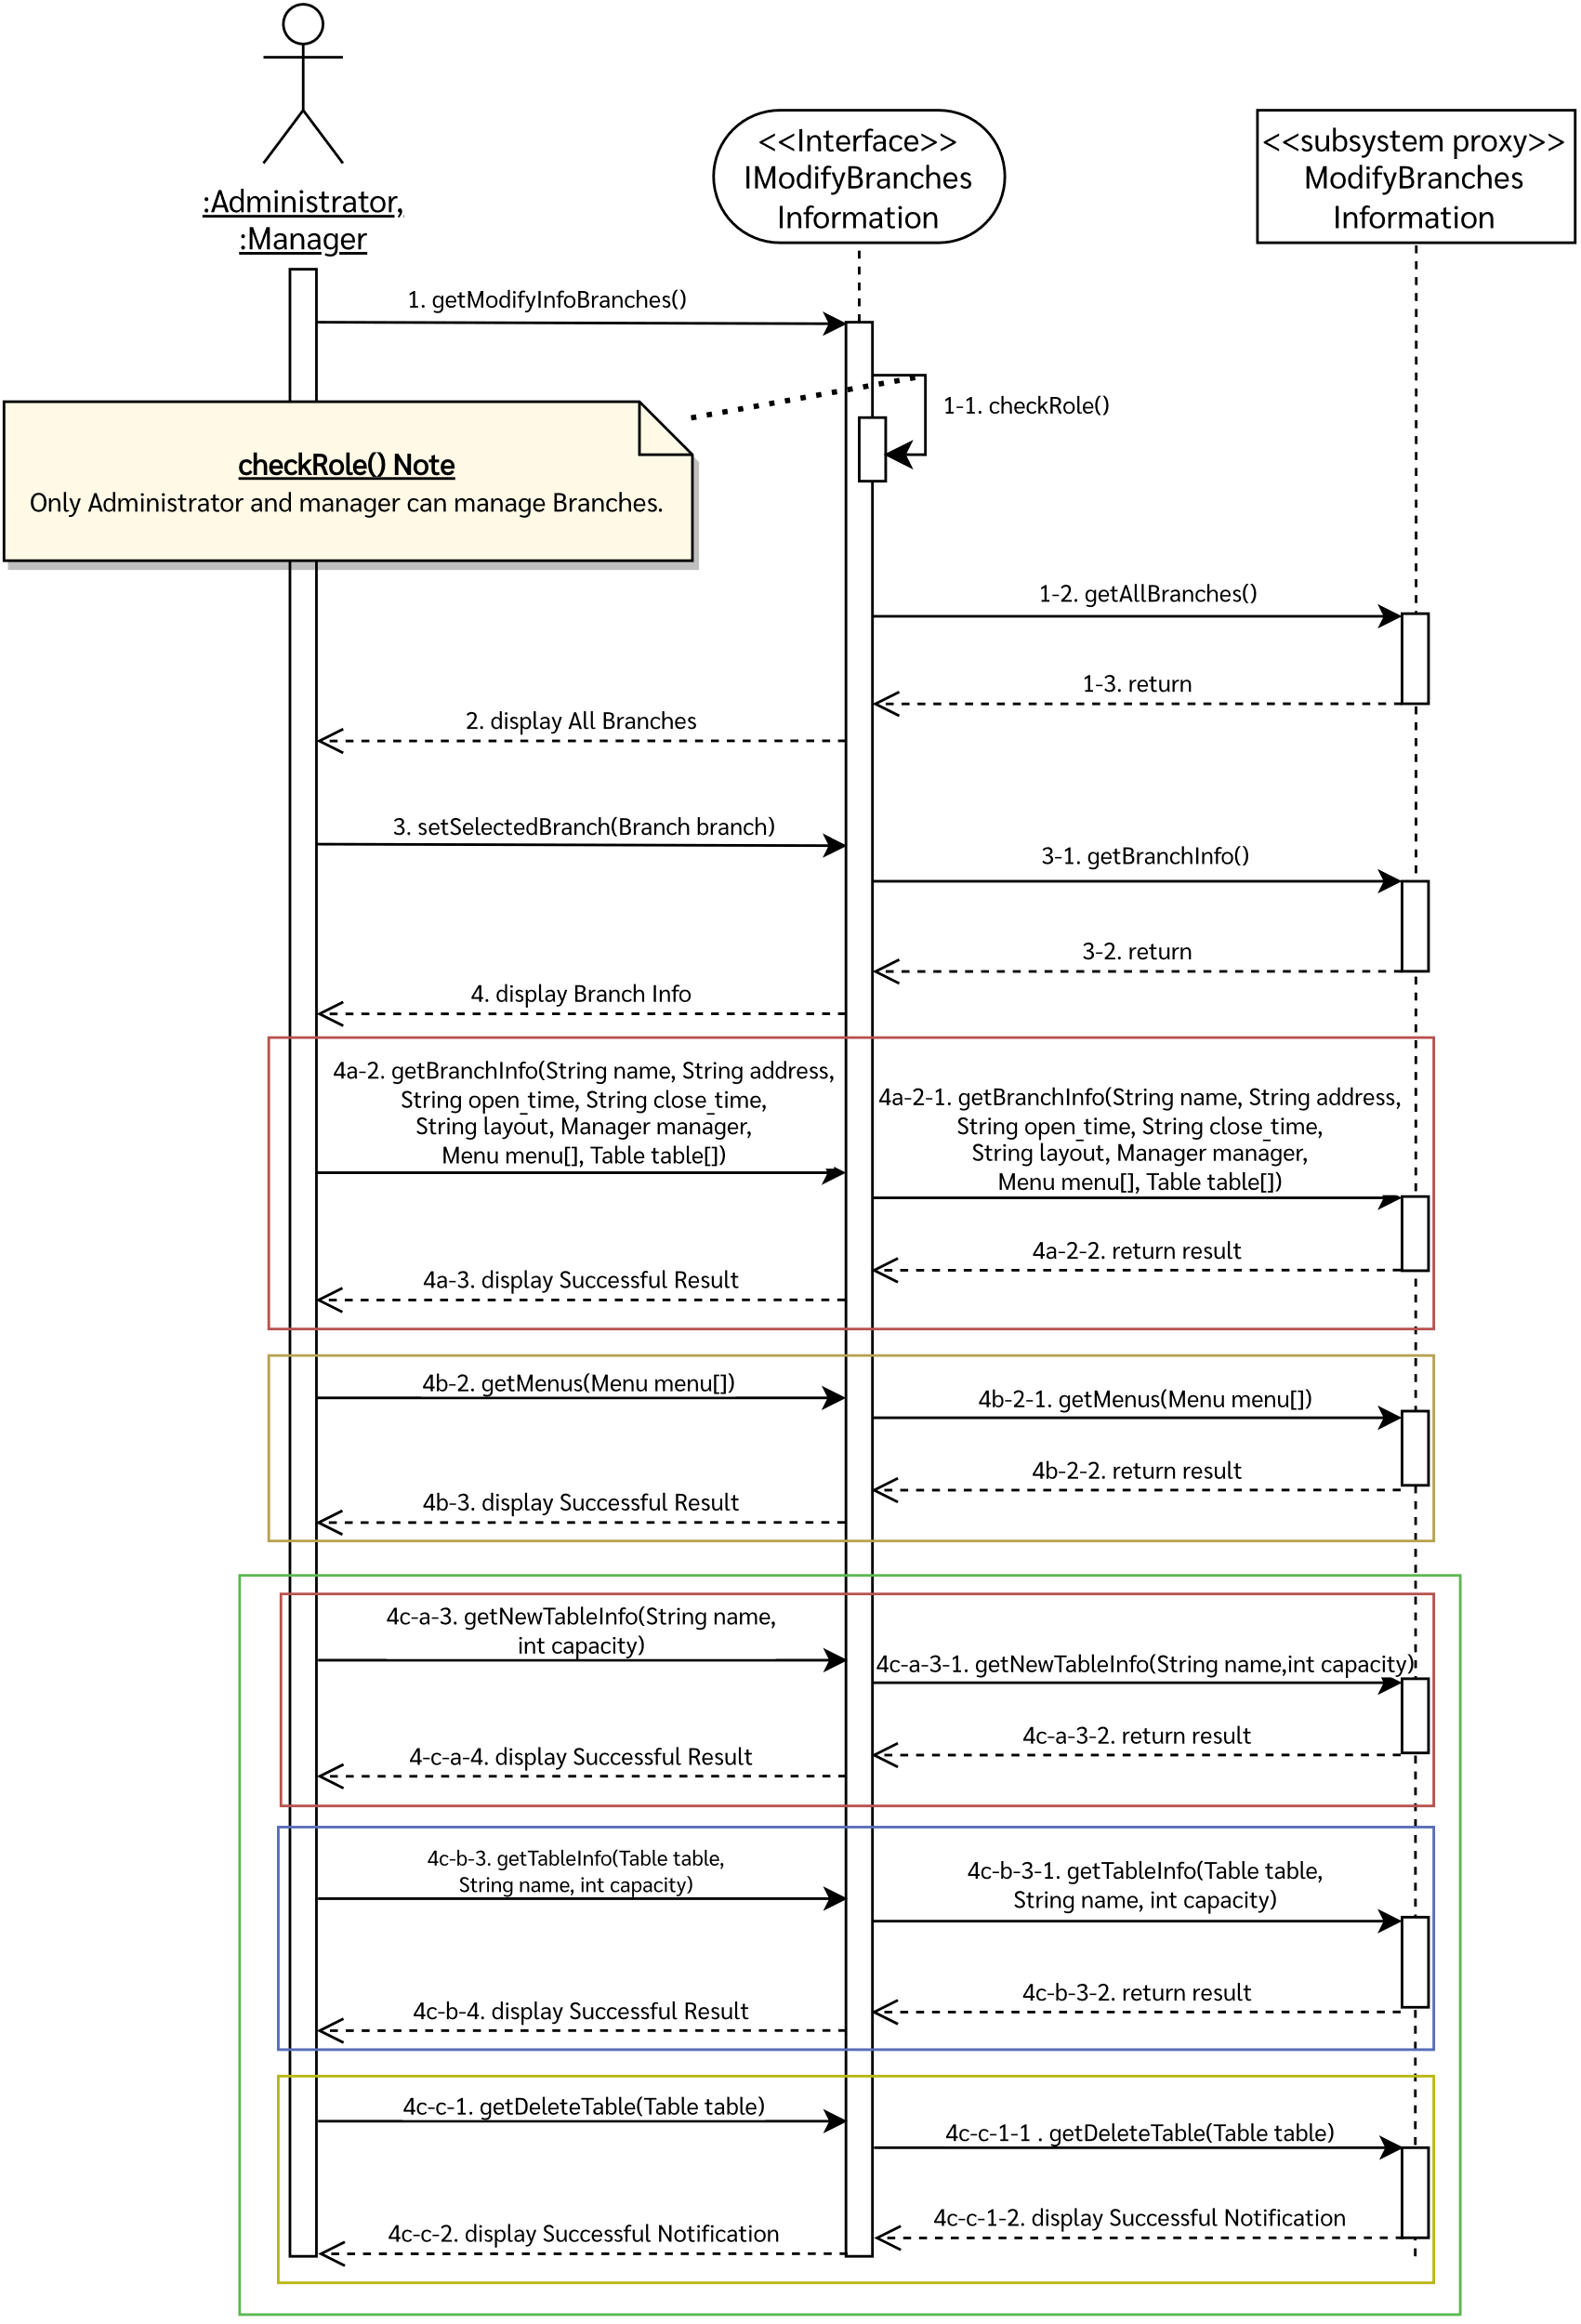 :Administrator,
:Manager
<<Interface>>
IModifyBranches
Information
<<subsystem proxy>>
ModifyBranches
Information
1. getModifyInfoBranches()
1-1. checkRole()
checkRole() Note
Only Administrator and manager can manage Branches.
1-2. getAllBranches()
1-3. return
2. display All Branches
3. setSelectedBranch(Branch branch)
3-1. getBranchInfo()
3-2. return
4. display Branch Info
4a-2. getBranchInfo(String name, String address,
String open_time, String close_time,
String layout, Manager manager,
Menu menu[], Table table[])
4a-2-1. getBranchInfo(String name, String address,
String open_time, String close_time,
String layout, Manager manager,
Menu menu[], Table table[])
4a-2-2. return result
4a-3. display Successful Result
4b-2. getMenus(Menu menu[])
4b-2-1. getMenus(Menu menu[])
4b-2-2. return result
4b-3. display Successful Result
4c-a-3. getNewTableInfo(String name,
int capacity)
4c-a-3-1. getNewTableInfo(String name,int capacity)
4c-a-3-2. return result
4-c-a-4. display Successful Result
4c-b-3. getTableInfo(Table table,
String name, int capacity)
4c-b-3-1. getTableInfo(Table table,
String name, int capacity)
4c-b-3-2. return result
4c-b-4. display Successful Result
4c-c-1. getDeleteTable(Table table)
4c-c-1-1 . getDeleteTable(Table table)
4c-c-1-2. display Successful Notification
4c-c-2. display Successful Notification